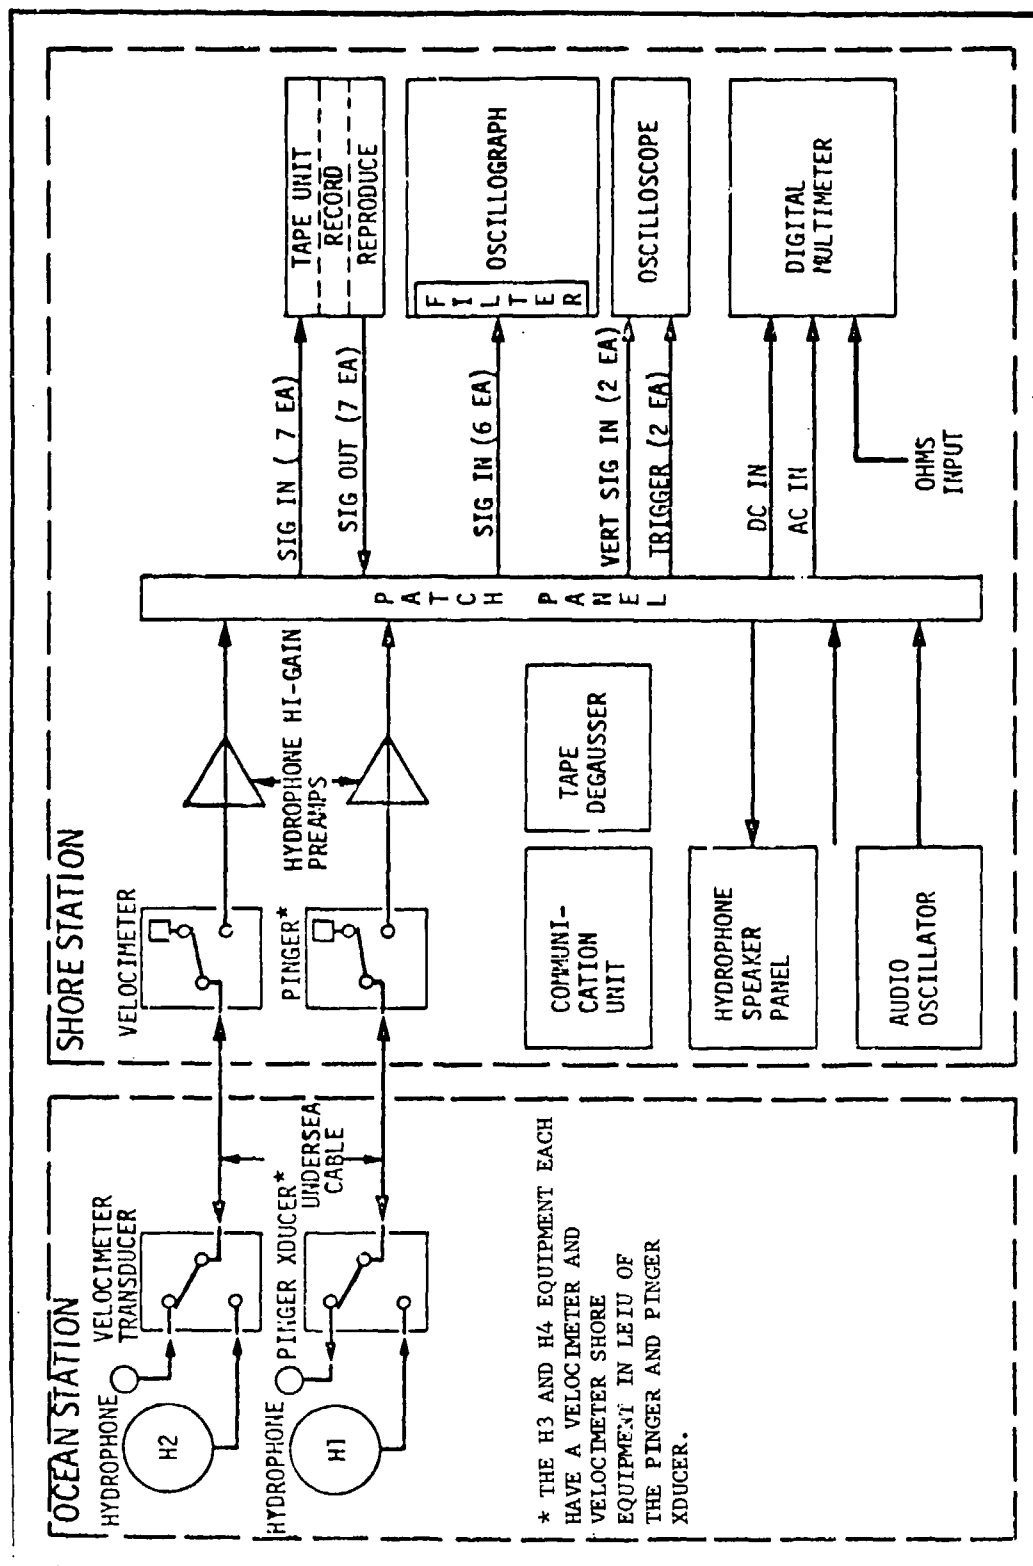 OCEAN STATION
HYDROPHONE
VELOCIMETER
TRANSDUCER
H2
HYDROPHONE
PINGER XDUCER*
H1
UNDERSEA
CABLE
* THE H3 AND H4 EQUIPMENT EACH
HAVE A VELOCIMETER AND
VELOCIMETER SHORE
EQUIPMENT IN LEIU OF
THE PINGER AND PINGER
XDUCER.
SHORE STATION
VELOCIMETER
PINGER*
HYDROPHONE HI-GAIN
PREAMPS
COMMUNI-
CATION
UNIT
TAPE
DEGAUSSER
HYDROPHONE
SPEAKER
PANEL
AUDIO
OSCILLATOR
PATCH PANEL
SIG IN ( 7 EA)
SIG OUT (7 EA)
SIG IN (6 EA)
VERT SIG IN (2 EA)
TRIGGER (2 EA)
DC IN
AC IN
OHMS
INPUT
TAPE UNIT
RECORD
REPRODUCE
FILTER
OSCILLOGRAPH
OSCILLOSCOPE
DIGITAL
MULTIMETER